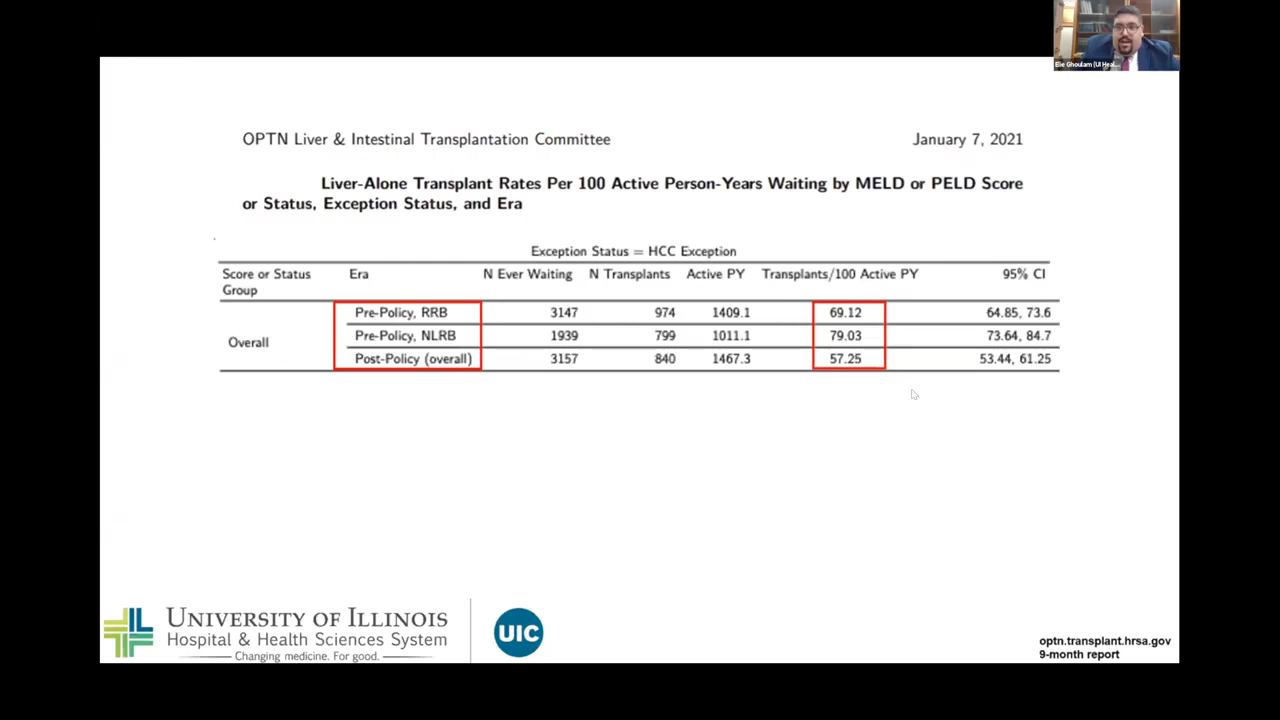 Elie Ghoulam (UI Heal...
OPTN Liver & Intestinal Transplantation Committee January 7, 2021
Liver-Alone Transplant Rates Per 100 Active Person-Years Waiting by MELD or PELD Score
or Status, Exception Status, and Era
Exception Status = HCC Exception
Score or Status Group Era N Ever Waiting N Transplants Active PY Transplants/100 Active PY 95% CI
Overall
Pre-Policy, RRB 3147 974 1409.1 69.12 64.85, 73.6
Pre-Policy, NLRB 1939 799 1011.1 79.03 73.64, 84.7
Post-Policy (overall) 3157 840 1467.3 57.25 53.44, 61.25
UNIVERSITY OF ILLINOIS
Hospital & Health Sciences System
Changing medicine. For good.
UIC
optn.transplant.hrsa.gov
9-month report